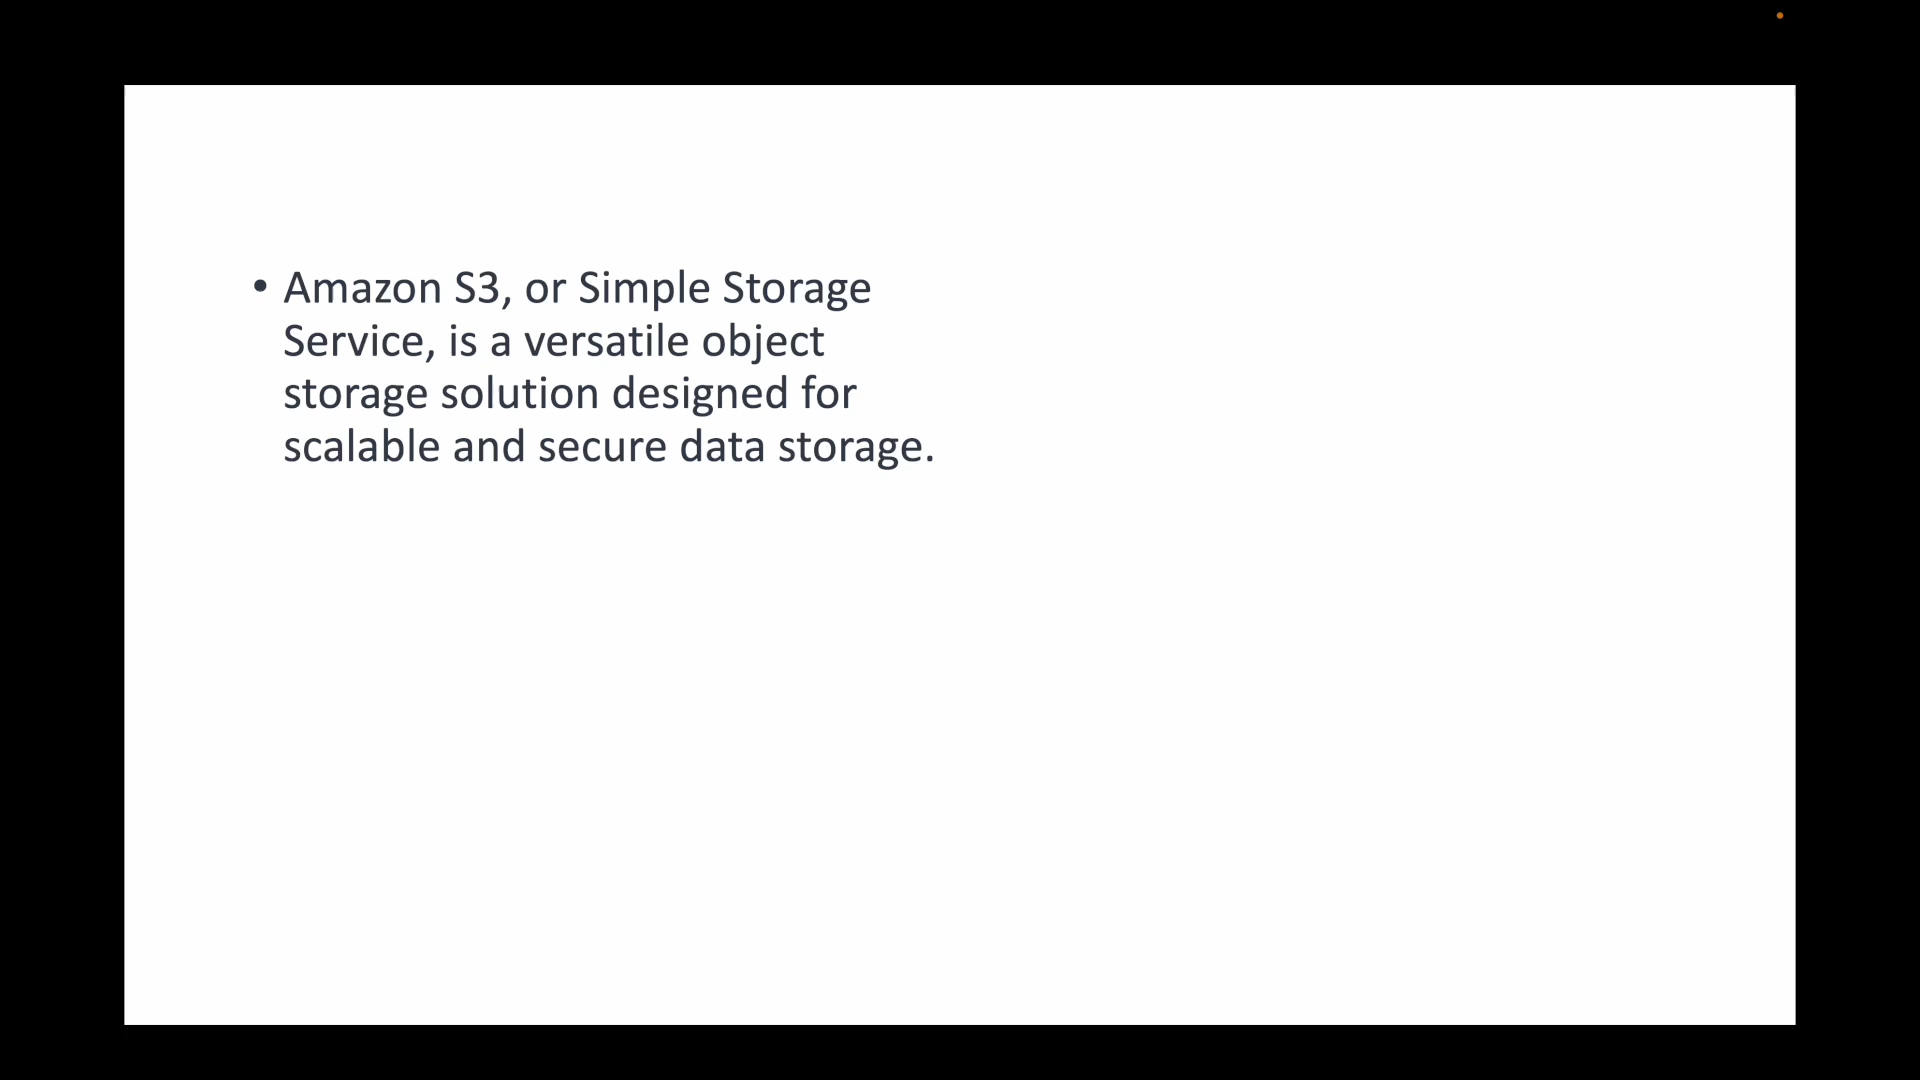 • Amazon S3, or Simple Storage
Service, is a versatile object
storage solution designed for
scalable and secure data storage.